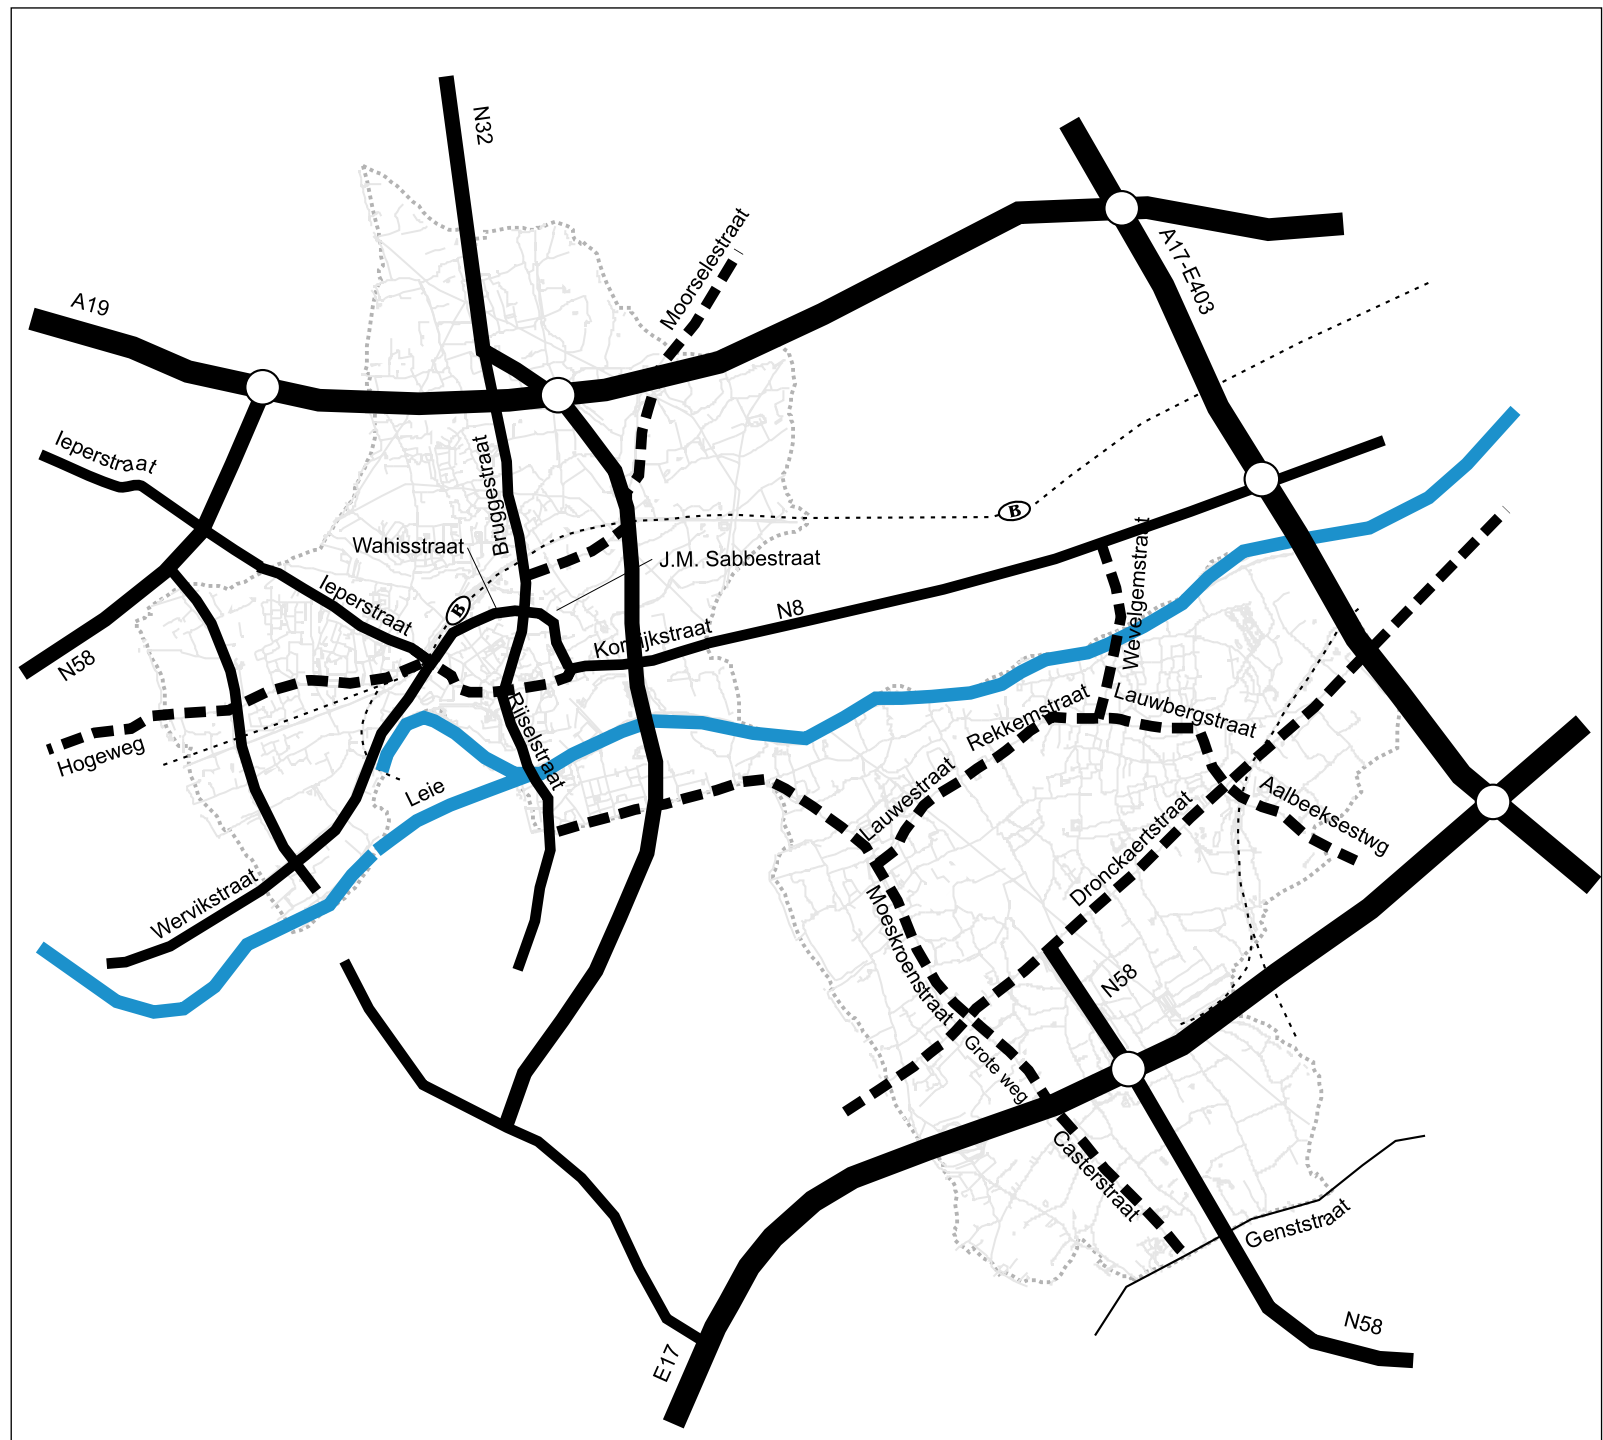 N32
Moorselestraat
A17-E403
A19
Ieperstraat
Bruggestraat
B
Wahisstraat
J.M. Sabbestraat
Ieperstraat
B
N8
Kortrijkstraat
Wevelgemstraat
N58
Lauwbergstraat
Rekkemstraat
Rijselstraat
Hogeweg
Leie
Lauwestraat
Aalbeeksestwg
Dronckaertstraat
Wervikstraat
Moeskroenstraat
N58
Grote weg
Casterstraat
Genststraat
N58
E17